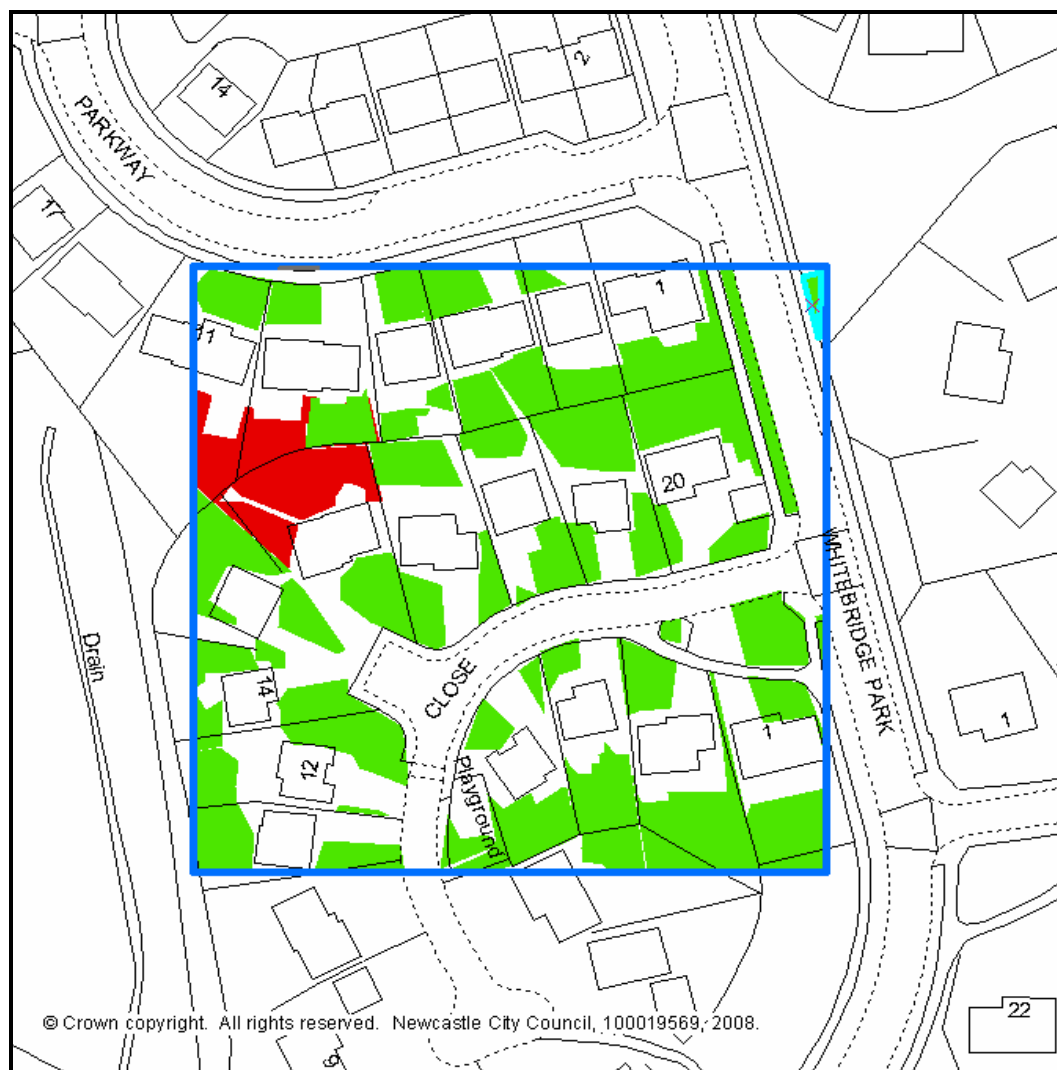 2
14
PARKWAY
17
1
11
20
WHITEBRIDGE PARK
Drain
14
CLOSE
1
1
12
Playground
© Crown copyright. All rights reserved. Newcastle City Council, 100019569, 2008.
22
9